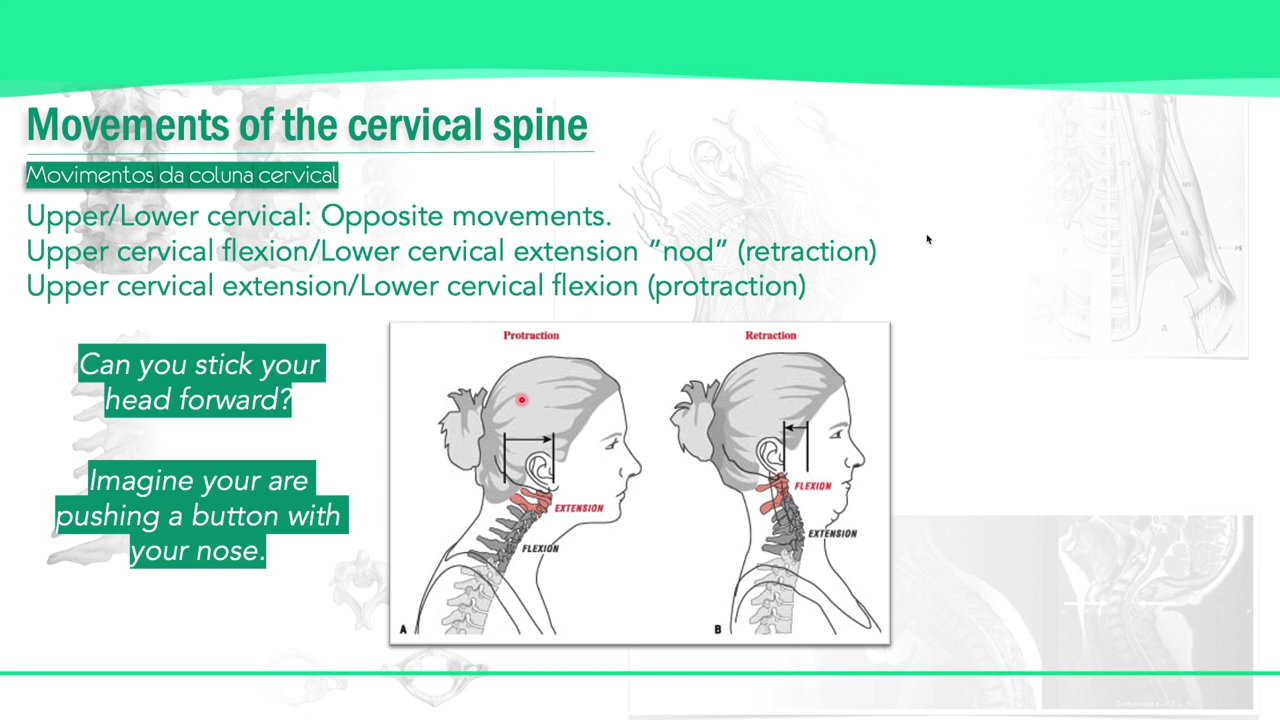 Movements of the cervical spine
Movimentos da coluna cervical
Upper/Lower cervical: Opposite movements.
Upper cervical flexion/Lower cervical extension “nod” (retraction)
Upper cervical extension/Lower cervical flexion (protraction)
Can you stick your
head forward?
Imagine your are
pushing a button with
your nose.
Protraction
EXTENSION
FLEXION
A
Retraction
FLEXION
EXTENSION
B
A